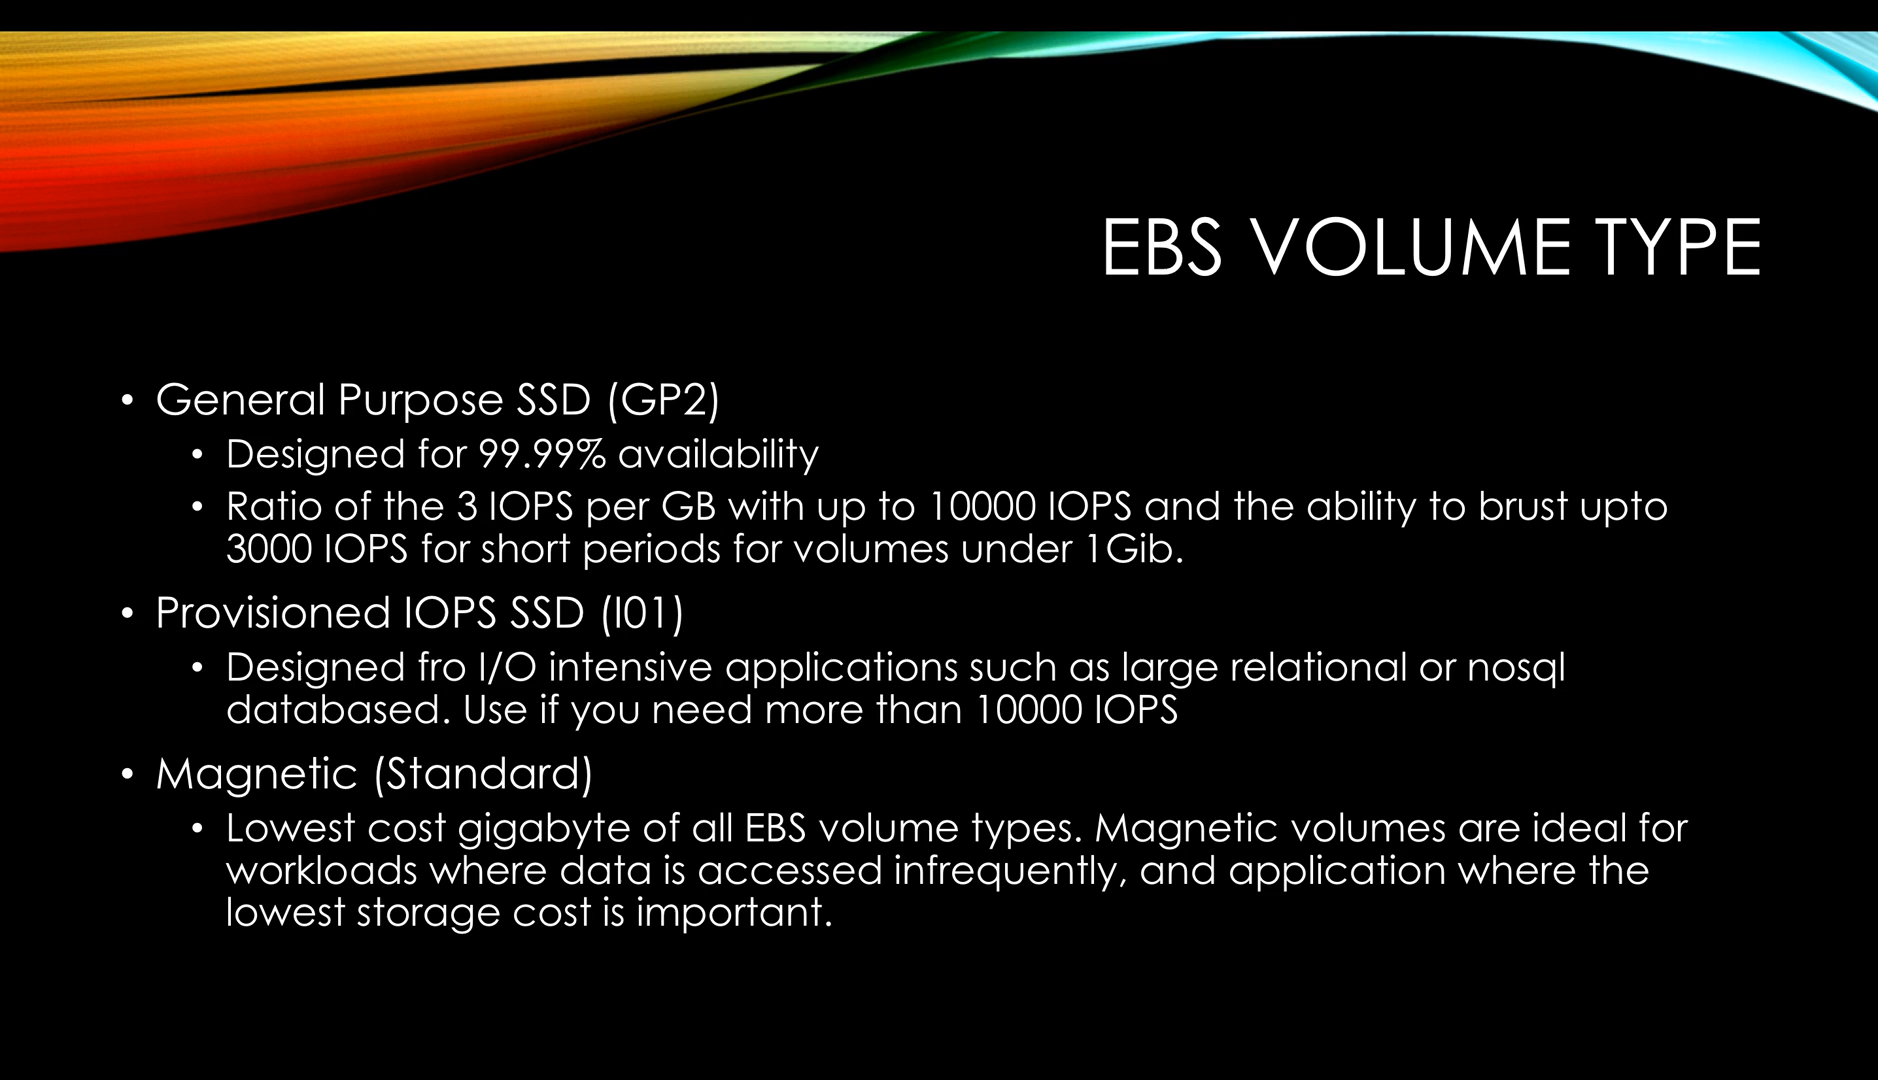 EBS VOLUME TYPE
• General Purpose SSD (GP2)
• Designed for 99.99% availability
• Ratio of the 3 IOPS per GB with up to 10000 IOPS and the ability to brust upto
3000 IOPS for short periods for volumes under 1Gib.
• Provisioned IOPS SSD (I01)
• Designed fro I/O intensive applications such as large relational or nosql
databased. Use if you need more than 10000 IOPS
• Magnetic (Standard)
• Lowest cost gigabyte of all EBS volume types. Magnetic volumes are ideal for
workloads where data is accessed infrequently, and application where the
lowest storage cost is important.